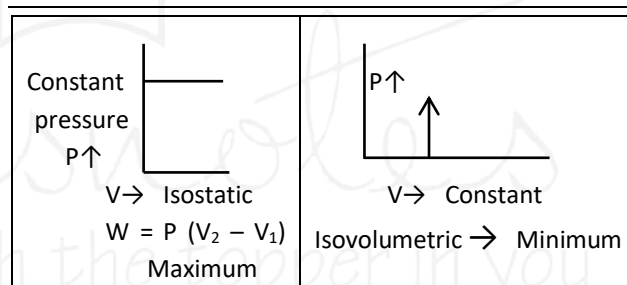 Constant
pressure
P↑
V→ Isostatic
W = P (V₂ – V₁)
Maximum
P↑
V→ Constant
Isovolumetric → Minimum